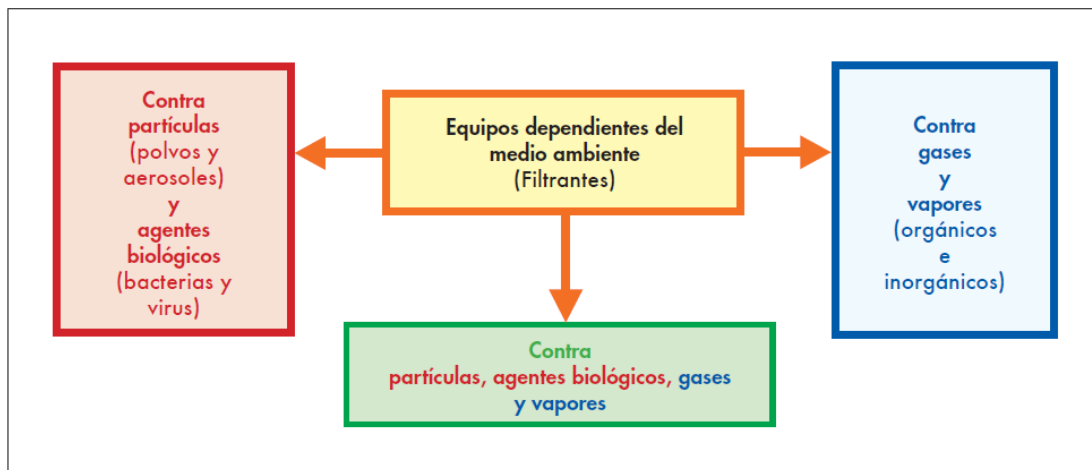 Contra
partículas
(polvos y
aerosoles)
y
agentes
biológicos
(bacterias y
virus)
Equipos dependientes del
medio ambiente
(Filtrantes)
Contra
gases
y
vapores
(orgánicos
e
inorgánicos)
Contra
partículas, agentes biológicos, gases
y vapores